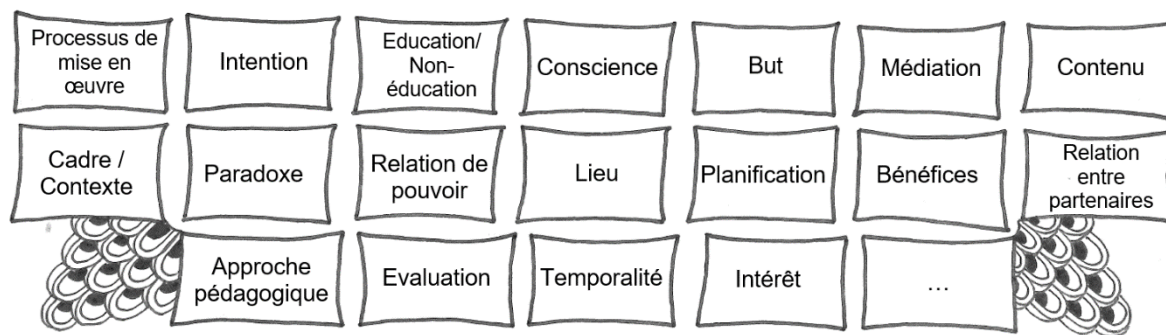 Processus de
mise en
œuvre
Intention
Education/
Non-
éducation
Conscience
But
Médiation
Contenu
Cadre /
Contexte
Paradoxe
Relation de
pouvoir
Lieu
Planification
Bénéfices
Relation
entre
partenaires
Approche
pédagogique
Evaluation
Temporalité
Intérêt
...